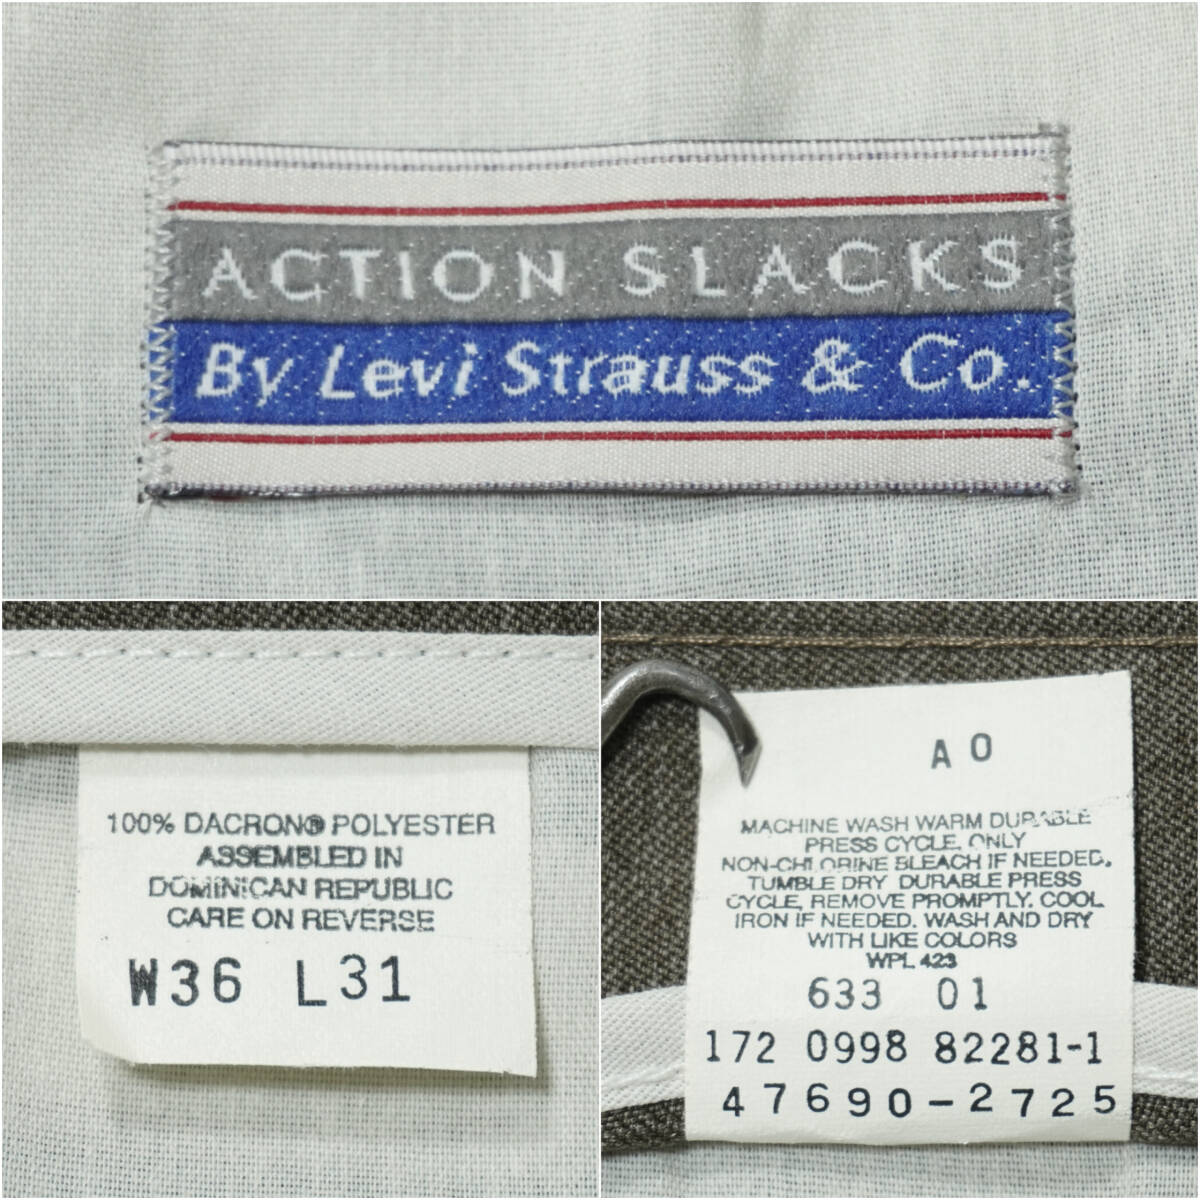 ACTION SLACKS
By Levi Strauss & Co.
100% DACRON® POLYESTER
ASSEMBLED IN
DOMINICAN REPUBLIC
CARE ON REVERSE
W36 L31
A O
MACHINE WASH WARM DURABLE
PRESS CYCLE. ONLY
NON-CHLORINE BLEACH IF NEEDED.
TUMBLE DRY DURABLE PRESS
CYCLE, REMOVE PROMPTLY. COOL
IRON IF NEEDED. WASH AND DRY
WITH LIKE COLORS
WPL 423
633 01
172 0998 82281-1
47690-2725